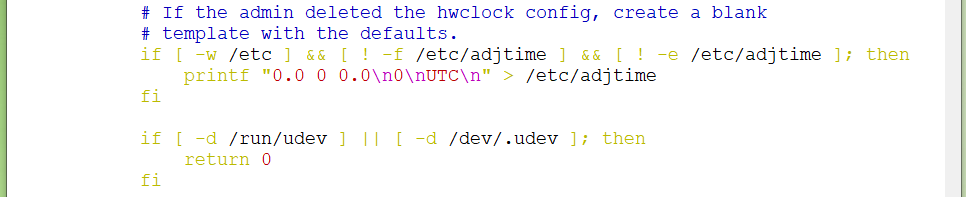 # If the admin deleted the hwclock config, create a blank
# template with the defaults.
if [ -w /etc ] && [ ! -f /etc/adjtime ] && [ ! -e /etc/adjtime ]; then
    printf "0.0 0 0.0\n0\nUTC\n" > /etc/adjtime
fi

if [ -d /run/udev ] || [ -d /dev/.udev ]; then
    return 0
fi